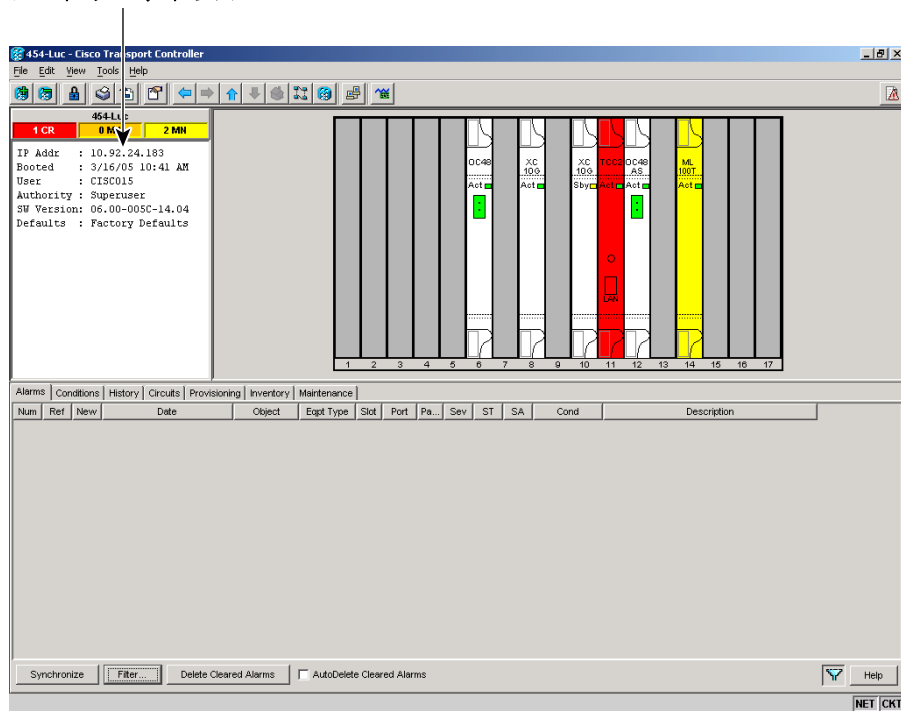 454-Luc - Cisco Transport Controller
File Edit View Tools Help
454-Luc
1 CR 2 MN
IP Addr : 10.92.24.183
Booted : 3/16/05 10:41 AM
User : CISCO15
Authority : Superuser
SW Version: 06.00-005C-14.04
Defaults : Factory Defaults
OC48 XC 10G XC 10G TCC2 OC48 AS ML 100T
Act Act Sby Act Act Act
LAN
1 2 3 4 5 6 7 8 9 10 11 12 13 14 15 16 17
Alarms Conditions History Circuits Provisioning Inventory Maintenance
Num Ref New Date Object Eqpt Type Slot Port Pa... Sev ST SA Cond Description
Synchronize Filter... Delete Cleared Alarms AutoDelete Cleared Alarms Help
NET CKT